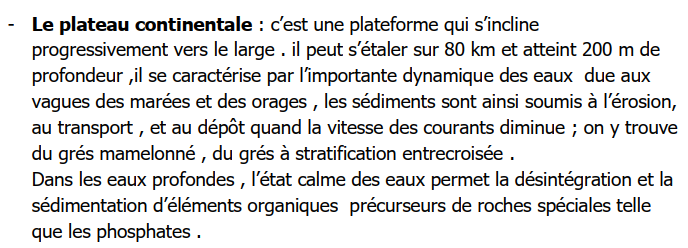 - Le plateau continentale : c’est une plateforme qui s’incline
progressivement vers le large . il peut s’étaler sur 80 km et atteint 200 m de
profondeur ,il se caractérise par l’importante dynamique des eaux  due aux
vagues des marées et des orages , les sédiments sont ainsi soumis à l’érosion,
au transport , et au dépôt quand la vitesse des courants diminue ; on y trouve
du grés mamelonné , du grés à stratification entrecroisée .
Dans les eaux profondes , l’état calme des eaux permet la désintégration et la
sédimentation d’éléments organiques  précurseurs de roches spéciales telle
que les phosphates .